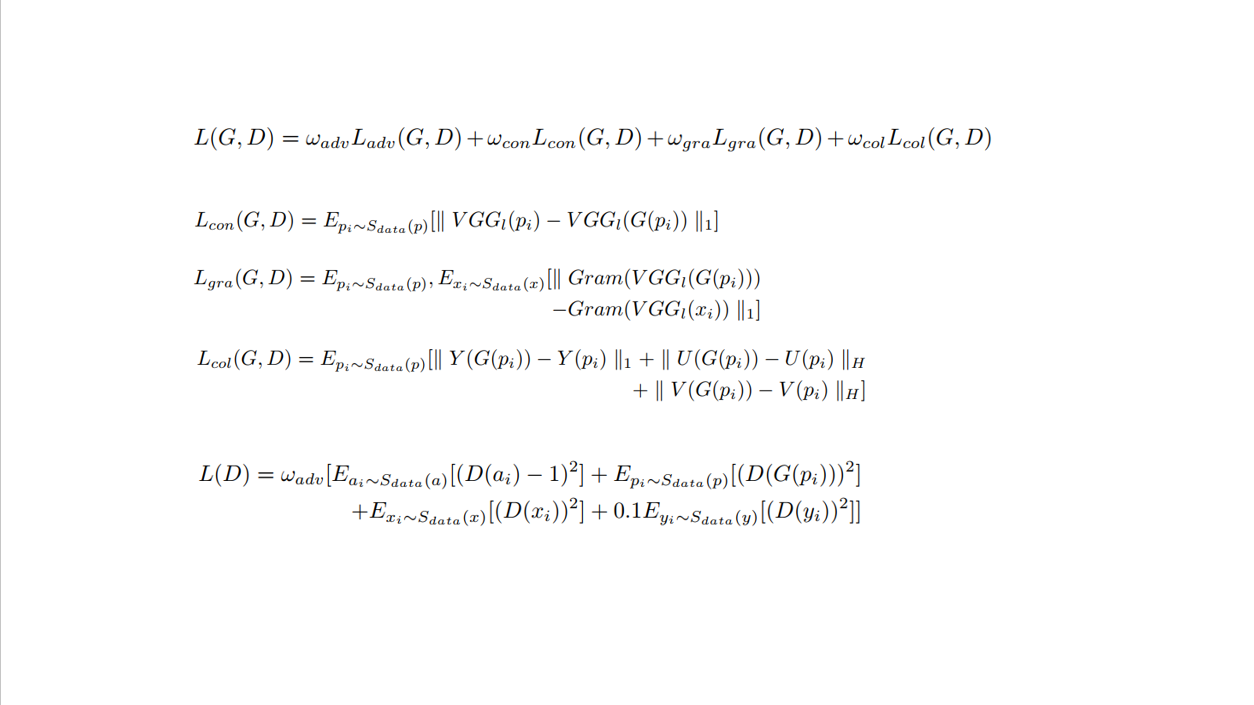 L(G, D) = ω_{adv}L_{adv}(G, D) + ω_{con}L_{con}(G, D) + ω_{gra}L_{gra}(G, D) + ω_{col}L_{col}(G, D)
L_{con}(G, D) = E_{p_i∼S_{data}(p)}[‖ VGG_l(p_i) − VGG_l(G(p_i)) ‖_1]
L_{gra}(G, D) = E_{p_i∼S_{data}(p)}, E_{x_i∼S_{data}(x)}[‖ Gram(VGG_l(G(p_i)))
−Gram(VGG_l(x_i)) ‖_1]
L_{col}(G, D) = E_{p_i∼S_{data}(p)}[‖ Y(G(p_i)) − Y(p_i) ‖_1 + ‖ U(G(p_i)) − U(p_i) ‖_H
+ ‖ V(G(p_i)) − V(p_i) ‖_H]
L(D) = ω_{adv}[E_{a_i∼S_{data}(a)}[(D(a_i) − 1)^2] + E_{p_i∼S_{data}(p)}[(D(G(p_i)))^2]
+E_{x_i∼S_{data}(x)}[(D(x_i))^2] + 0.1E_{y_i∼S_{data}(y)}[(D(y_i))^2]]